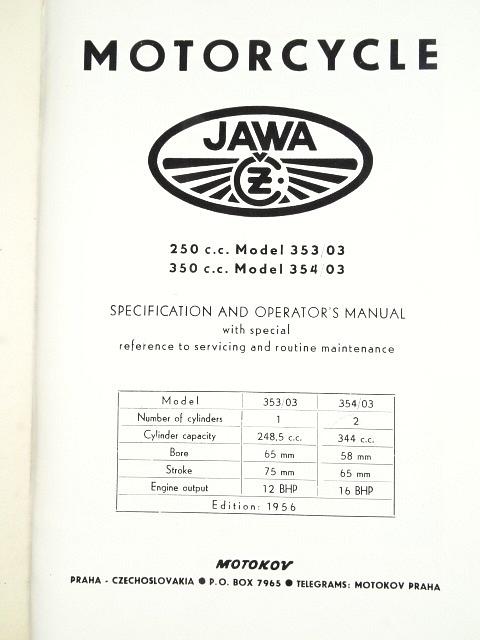 MOTORCYCLE
JAWA
ČZ
250 c.c. Model 353/03
350 c.c. Model 354/03
SPECIFICATION AND OPERATOR'S MANUAL
with special
reference to servicing and routine maintenance
Model 353/03 354/03
Number of cylinders 1 2
Cylinder capacity 248,5 c.c. 344 c.c.
Bore 65 mm 58 mm
Stroke 75 mm 65 mm
Engine output 12 BHP 16 BHP
Edition: 1956
MOTOKOV
PRAHA - CZECHOSLOVAKIA ● P.O. BOX 7965 ● TELEGRAMS: MOTOKOV PRAHA